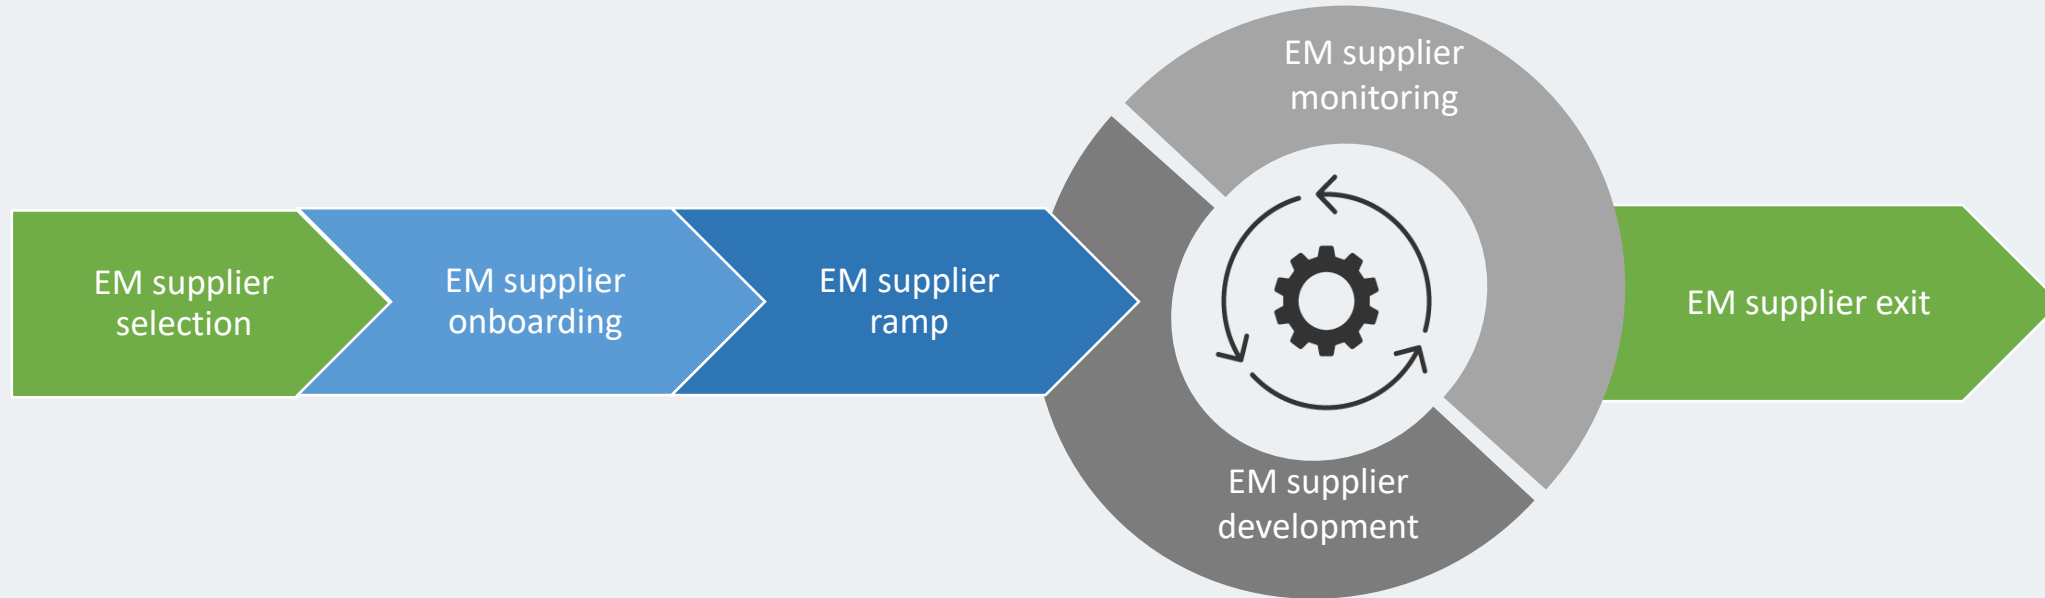 EM supplier
selection
EM supplier
onboarding
EM supplier
ramp
EM supplier
monitoring
EM supplier
development
EM supplier exit